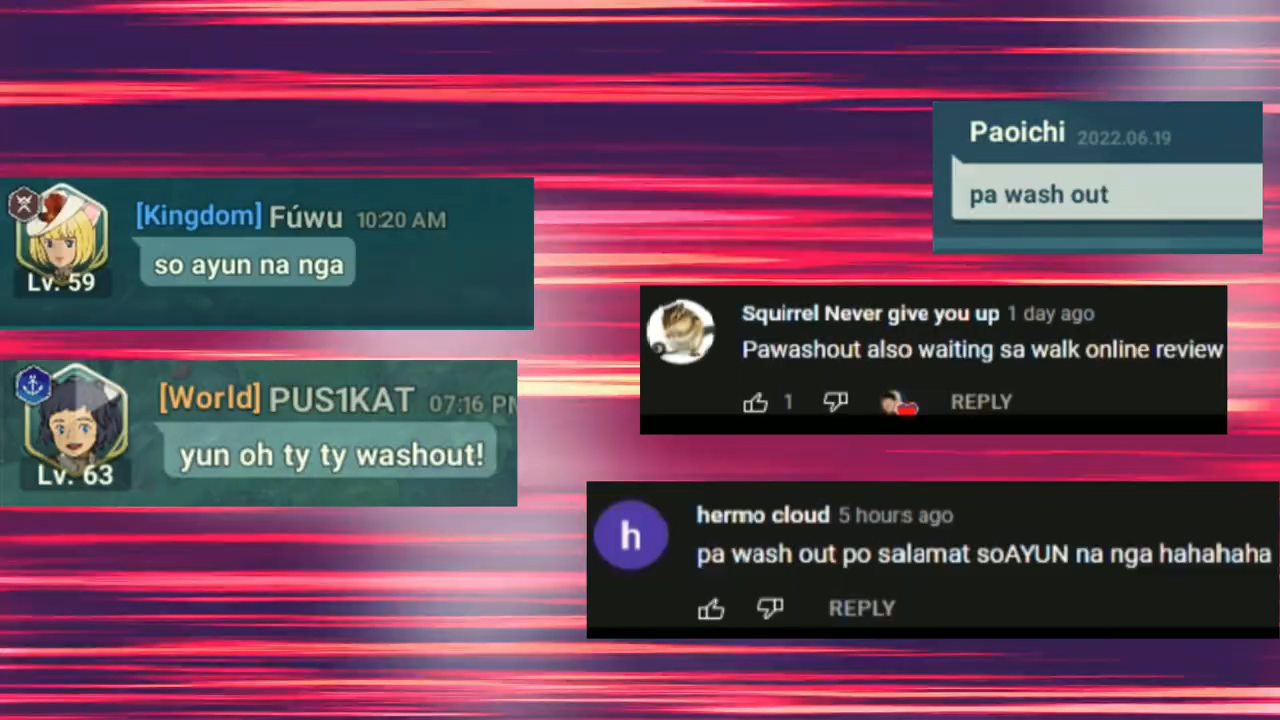 [Kingdom] Fúwu 10:20 AM
so ayun na nga
Lv. 59
[World] PUS1KAT 07:16 PM
yun oh ty ty washout!
Lv. 63
Paoichi 2022.06.19
pa wash out
Squirrel Never give you up 1 day ago
Pawashout also waiting sa walk online review
1 REPLY
h
hermo cloud 5 hours ago
pa wash out po salamat soAYUN na nga hahahaha
REPLY